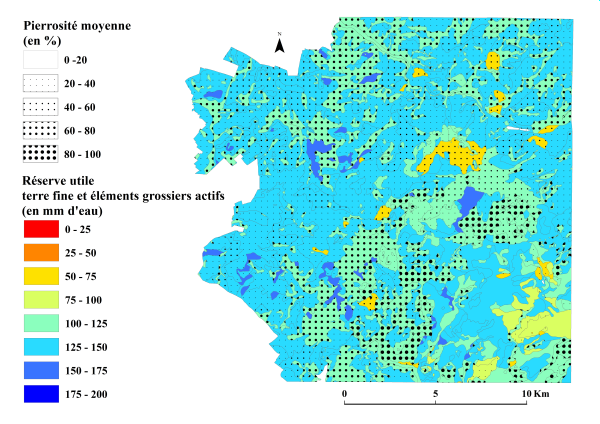 Pierrosité moyenne
(en %)
0 -20
20 - 40
40 - 60
60 - 80
80 - 100
Réserve utile
terre fine et éléments grossiers actifs
(en mm d'eau)
0 - 25
25 - 50
50 - 75
75 - 100
100 - 125
125 - 150
150 - 175
175 - 200
N
0 5 10 Km